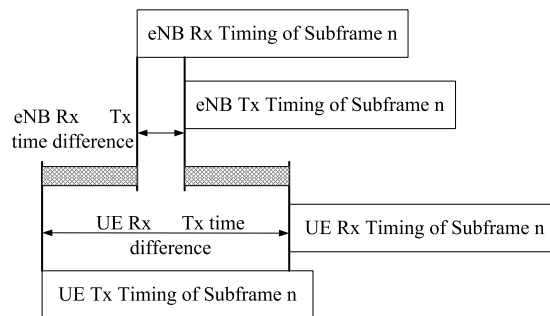 eNB Rx Timing of Subframe n
eNB Tx Timing of Subframe n
eNB Rx Tx
time difference
UE Rx Tx time
difference
UE Rx Timing of Subframe n
UE Tx Timing of Subframe n